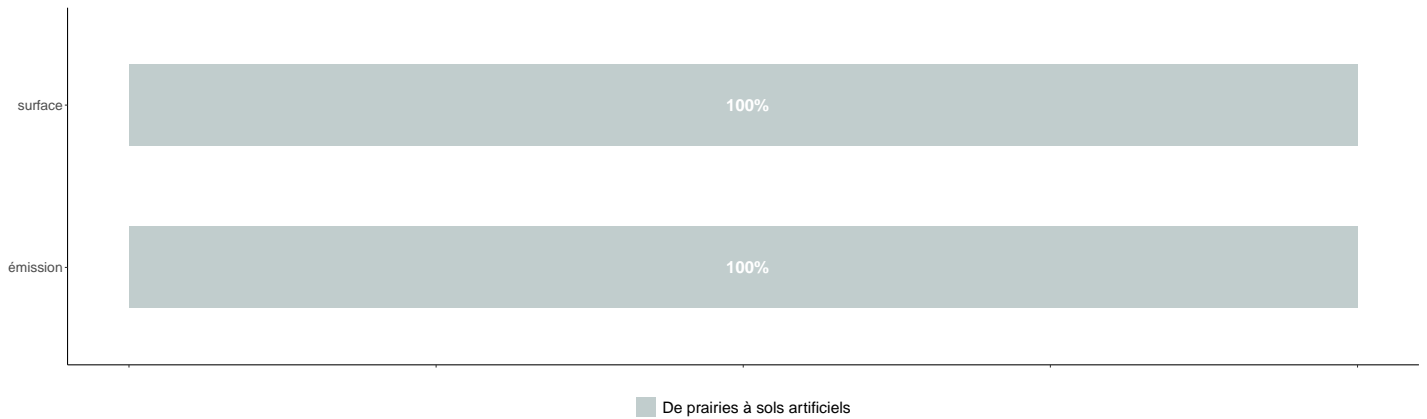 surface
100%
émission
100%
De prairies à sols artificiels